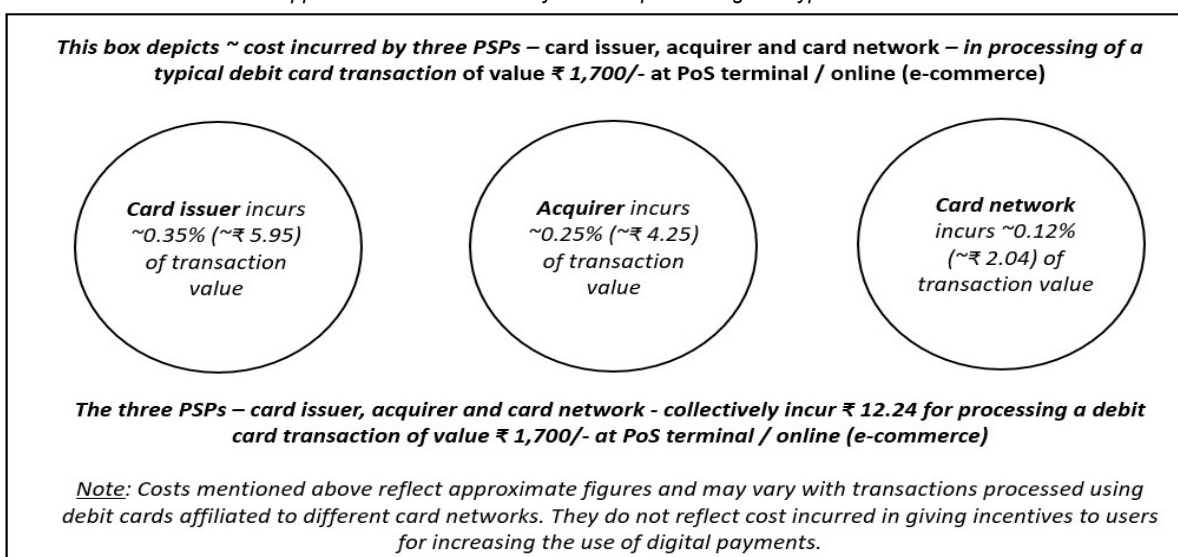 This box depicts ~ cost incurred by three PSPs – card issuer, acquirer and card network – in processing of a
typical debit card transaction of value ₹ 1,700/- at PoS terminal / online (e-commerce)
Card issuer incurs
~0.35% (~₹ 5.95)
of transaction
value
Acquirer incurs
~0.25% (~₹ 4.25)
of transaction
value
Card network
incurs ~0.12%
(~₹ 2.04) of
transaction value
The three PSPs – card issuer, acquirer and card network - collectively incur ₹ 12.24 for processing a debit
card transaction of value ₹ 1,700/- at PoS terminal / online (e-commerce)
Note: Costs mentioned above reflect approximate figures and may vary with transactions processed using
debit cards affiliated to different card networks. They do not reflect cost incurred in giving incentives to users
for increasing the use of digital payments.